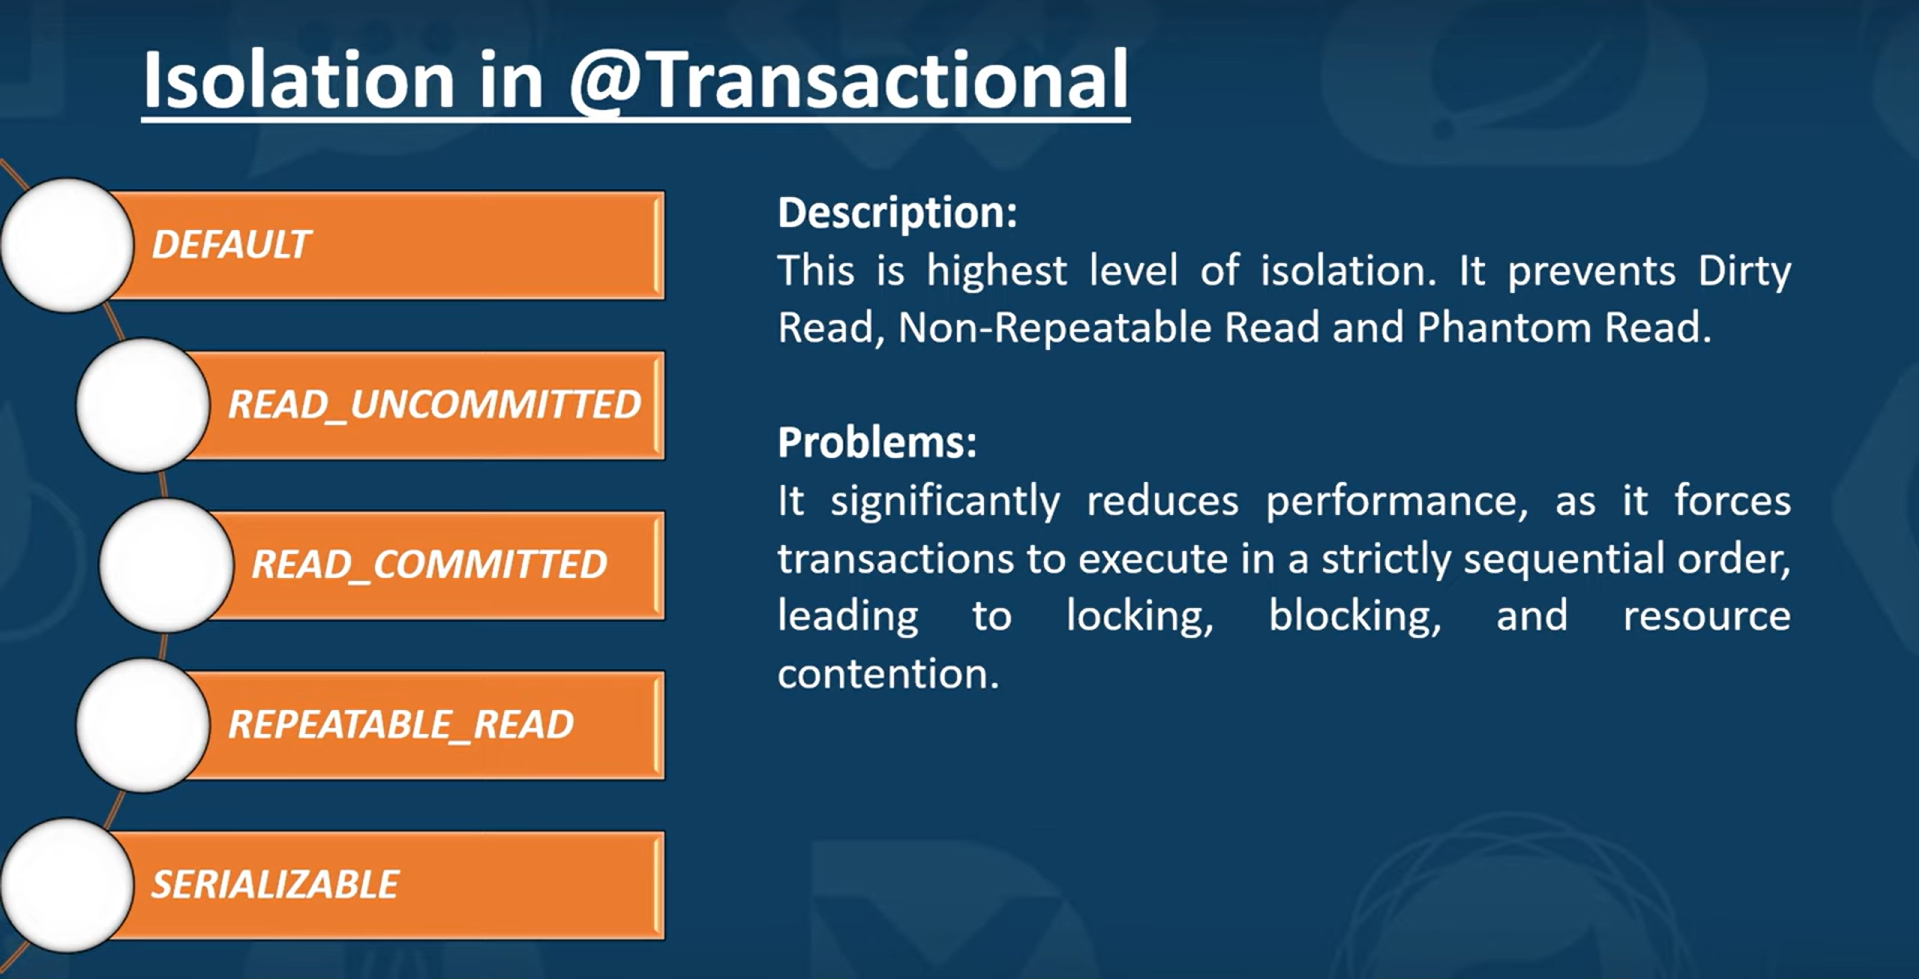 Isolation in @Transactional
DEFAULT
READ_UNCOMMITTED
READ_COMMITTED
REPEATABLE_READ
SERIALIZABLE
Description:
This is highest level of isolation. It prevents Dirty
Read, Non-Repeatable Read and Phantom Read.
Problems:
It significantly reduces performance, as it forces
transactions to execute in a strictly sequential order,
leading to locking, blocking, and resource
contention.